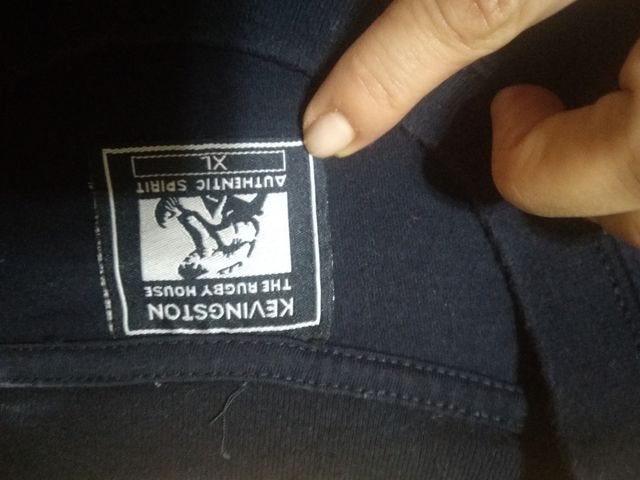 KEVINGSTON
THE RUGBY HOUSE
AUTHENTIC SPIRIT
XL